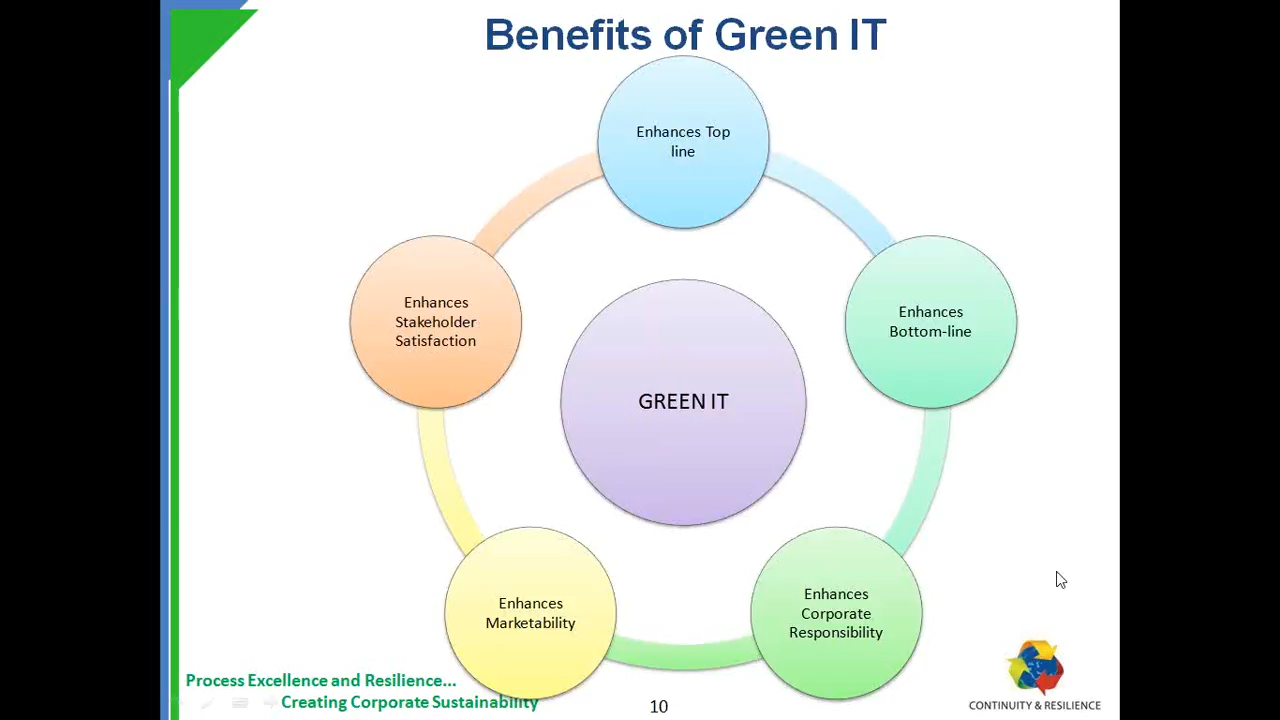 Benefits of Green IT
Enhances Top
line
Enhances
Bottom-line
Enhances
Corporate
Responsibility
Enhances
Marketability
Enhances
Stakeholder
Satisfaction
GREEN IT
Process Excellence and Resilience...
Creating Corporate Sustainability
10
CONTINUITY & RESILIENCE